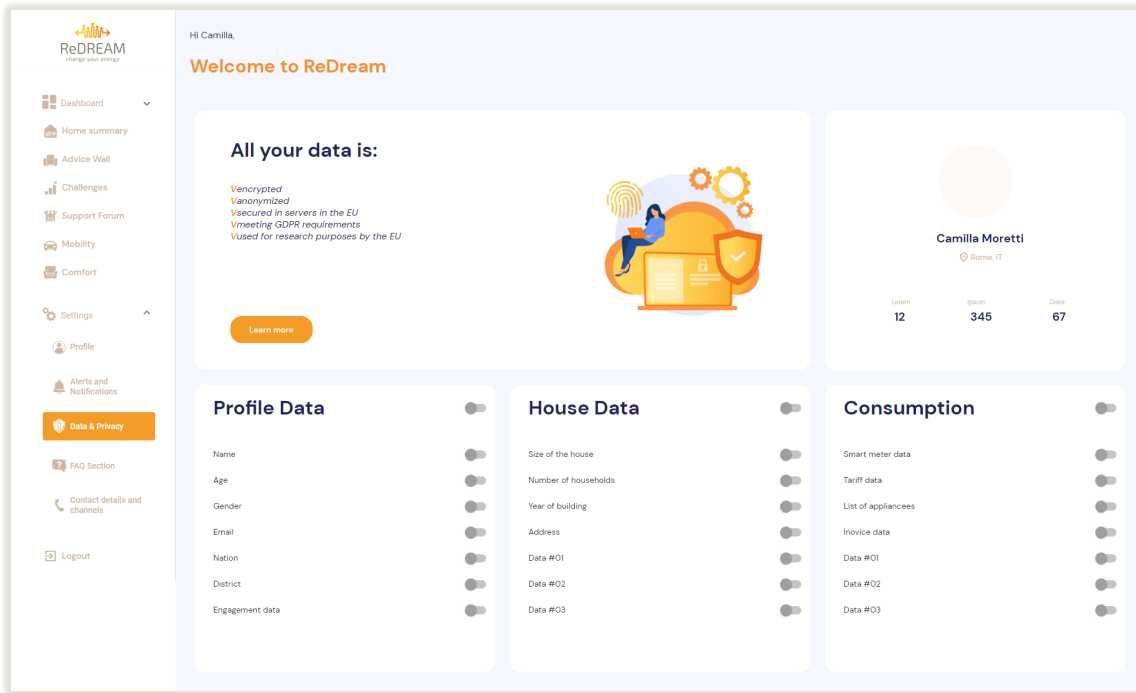 ReDREAM
change your energy
Dashboard
Home summary
Advice Wall
Challenges
Support Forum
Mobility
Comfort
Settings
Profile
Alerts and
Notifications
Data & Privacy
FAQ Section
Contact details and
channels
Logout
Hi Camilla,
Welcome to ReDream
All your data is:
Vencrypted
Vanonymized
Vsecured in servers in the EU
Vmeeting GDPR requirements
Vused for research purposes by the EU
Learn more
Camilla Moretti
Rome, IT
Lorem Ipsum Dolor
12 345 67
Profile Data
Name
Age
Gender
Email
Nation
District
Engagement data
House Data
Size of the house
Number of households
Year of building
Address
Data #01
Data #02
Data #03
Consumption
Smart meter data
Tariff data
List of appliancees
Inovice data
Data #01
Data #02
Data #03